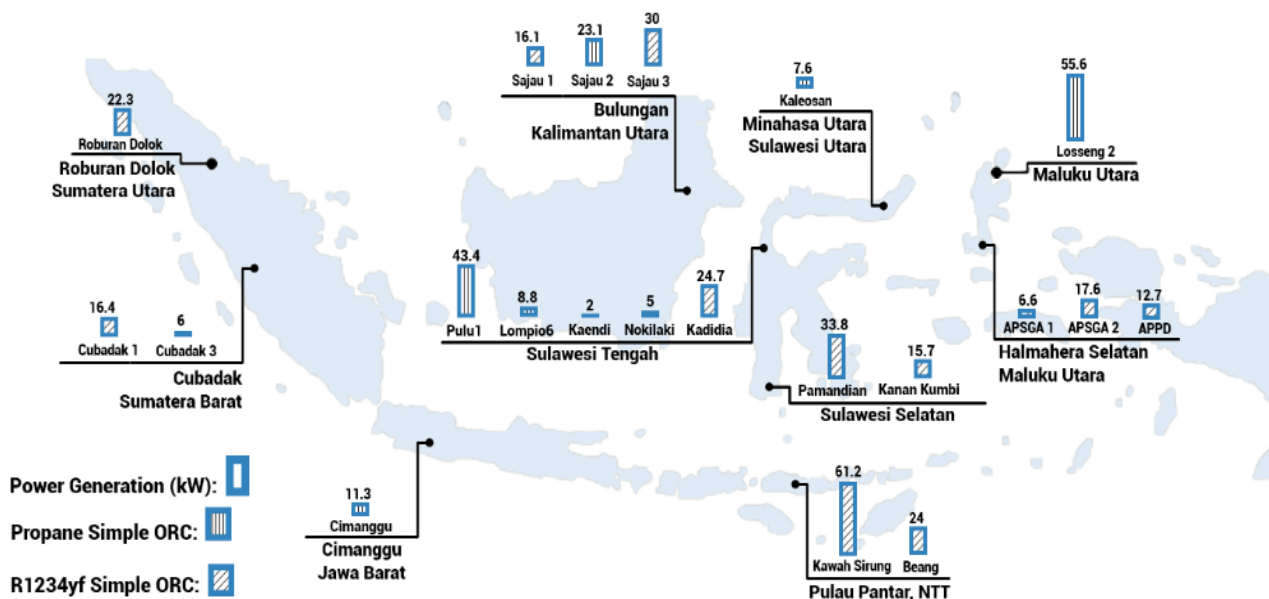 22.3
Roburan Dolok
Roburan Dolok
Sumatera Utara
16.1
23.1
30
Sajau 1
Sajau 2
Sajau 3
Bulungan
Kalimantan Utara
7.6
Kaleosan
Minahasa Utara
Sulawesi Utara
55.6
Losseng 2
Maluku Utara
16.4
6
Cubadak 1
Cubadak 3
Cubadak
Sumatera Barat
43.4
8.8
2
5
24.7
Pulu1
Lompio6
Kaendi
Nokilaki
Kadidia
Sulawesi Tengah
33.8
15.7
Pamandian
Kanan Kumbi
Sulawesi Selatan
6.6
17.6
12.7
APSGA 1
APSGA 2
APPD
Halmahera Selatan
Maluku Utara
11.3
Cimanggu
Cimanggu
Jawa Barat
61.2
24
Kawah Sirung
Beang
Pulau Pantar, NTT
Power Generation (kW):
Propane Simple ORC:
R1234yf Simple ORC: